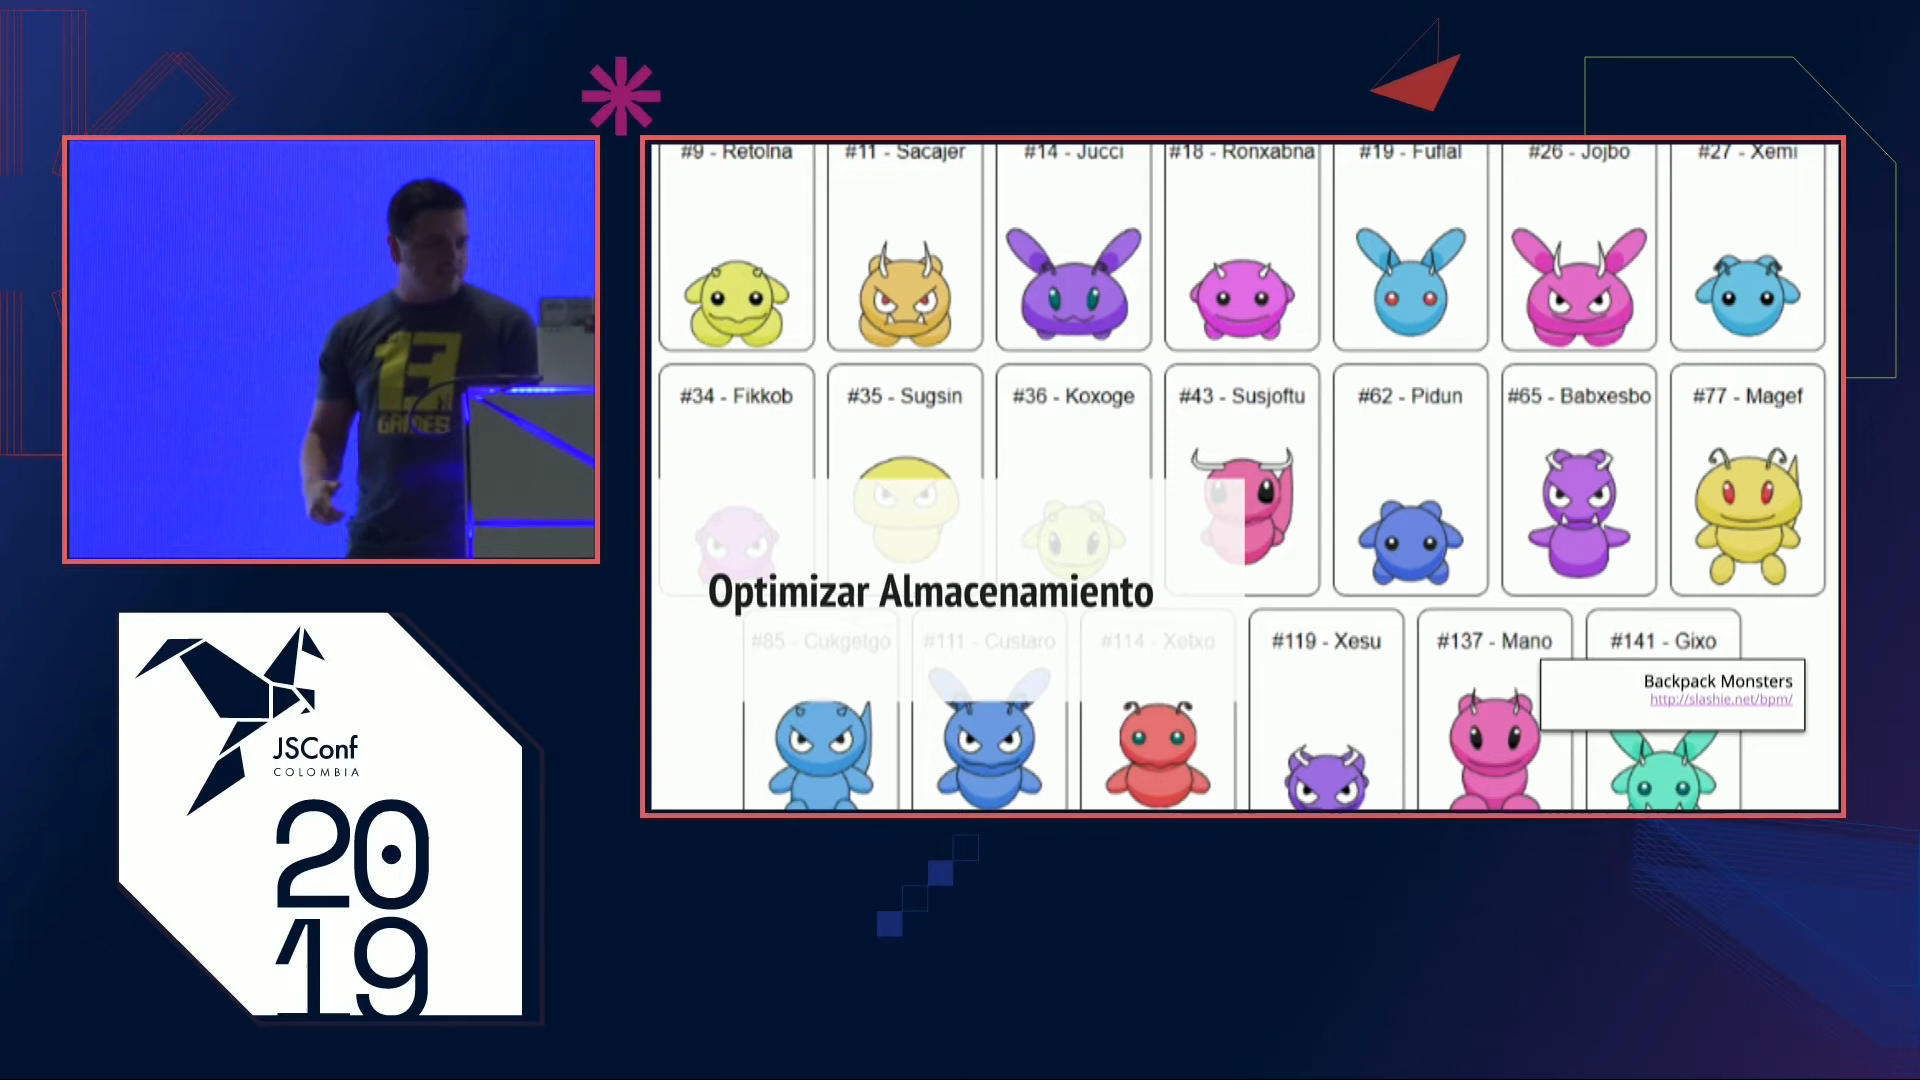 #9 - Retolna
#11 - Sacajer
#14 - Jucci
#18 - Ronxabna
#19 - Fuflal
#26 - Jojbo
#27 - Xemi
#34 - Fikkob
#35 - Sugsin
#36 - Koxoge
#43 - Susjoftu
#62 - Pidun
#65 - Babxesbo
#77 - Magef
Optimizar Almacenamiento
#85 - Cukgetgo
#111 - Custaro
#114 - Xetxo
#119 - Xesu
#137 - Mano
#141 - Gixo
Backpack Monsters
http://slashie.net/bpm/
13
GAMES
JSConf
COLOMBIA
20
19